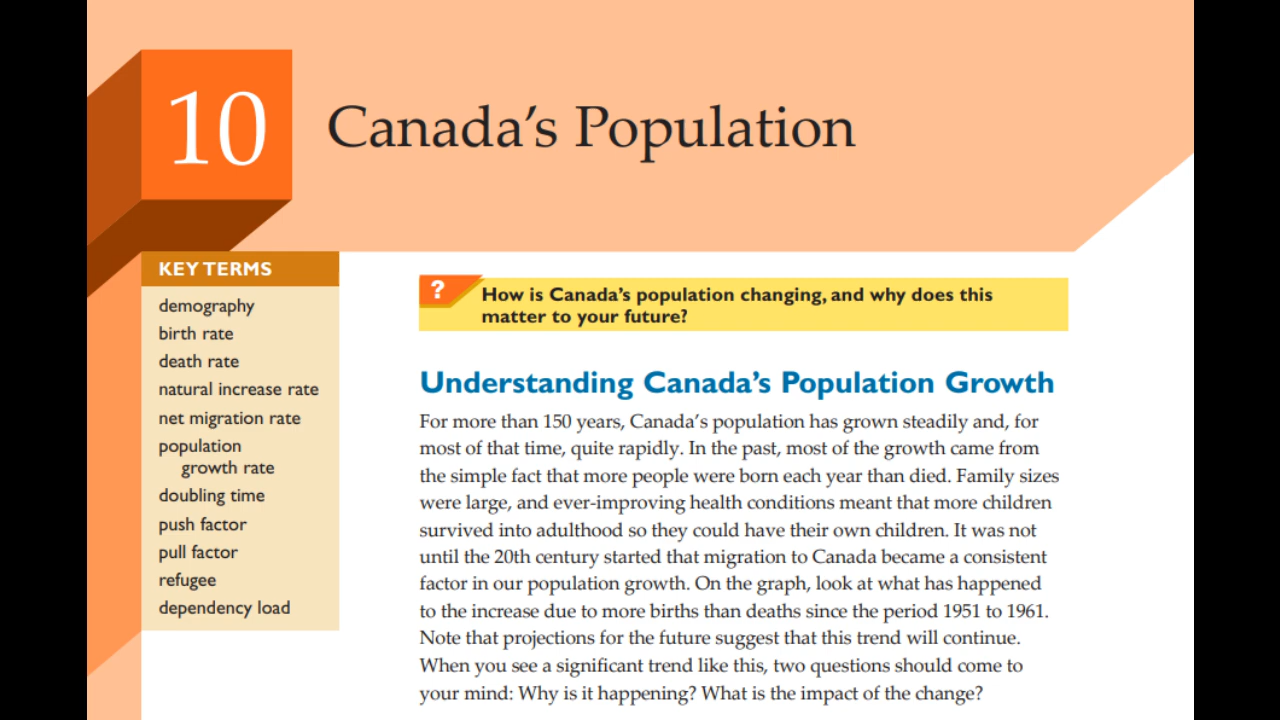 10
Canada’s Population
KEY TERMS
demography
birth rate
death rate
natural increase rate
net migration rate
population
growth rate
doubling time
push factor
pull factor
refugee
dependency load
?
How is Canada’s population changing, and why does this
matter to your future?
Understanding Canada’s Population Growth
For more than 150 years, Canada’s population has grown steadily and, for
most of that time, quite rapidly. In the past, most of the growth came from
the simple fact that more people were born each year than died. Family sizes
were large, and ever-improving health conditions meant that more children
survived into adulthood so they could have their own children. It was not
until the 20th century started that migration to Canada became a consistent
factor in our population growth. On the graph, look at what has happened
to the increase due to more births than deaths since the period 1951 to 1961.
Note that projections for the future suggest that this trend will continue.
When you see a significant trend like this, two questions should come to
your mind: Why is it happening? What is the impact of the change?